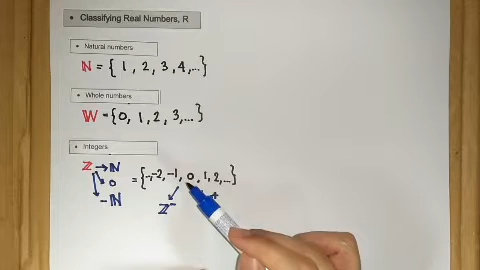 • Classifying Real Numbers, R
• Natural numbers
ℕ = { 1, 2, 3, 4,...}
• Whole numbers
𝕎 = {0, 1, 2, 3,...}
• Integers
ℤ → ℕ = {...-2, -1, 0, 1, 2,...}
0
-ℕ ℤ⁻ +